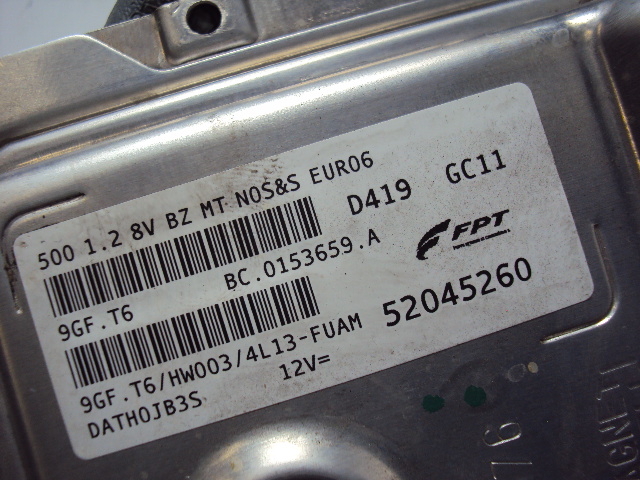 500 1.2 8V BZ MT NOS&S EURO6
D419 GC11
9GF.T6 BC.0153659.A
FPT
9GF.T6/HW003/4L13-FUAM 52045260
DATH0JB3S 12V=